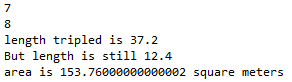 7
8
length tripled is 37.2
But length is still 12.4
area is 153.76000000000002 square meters